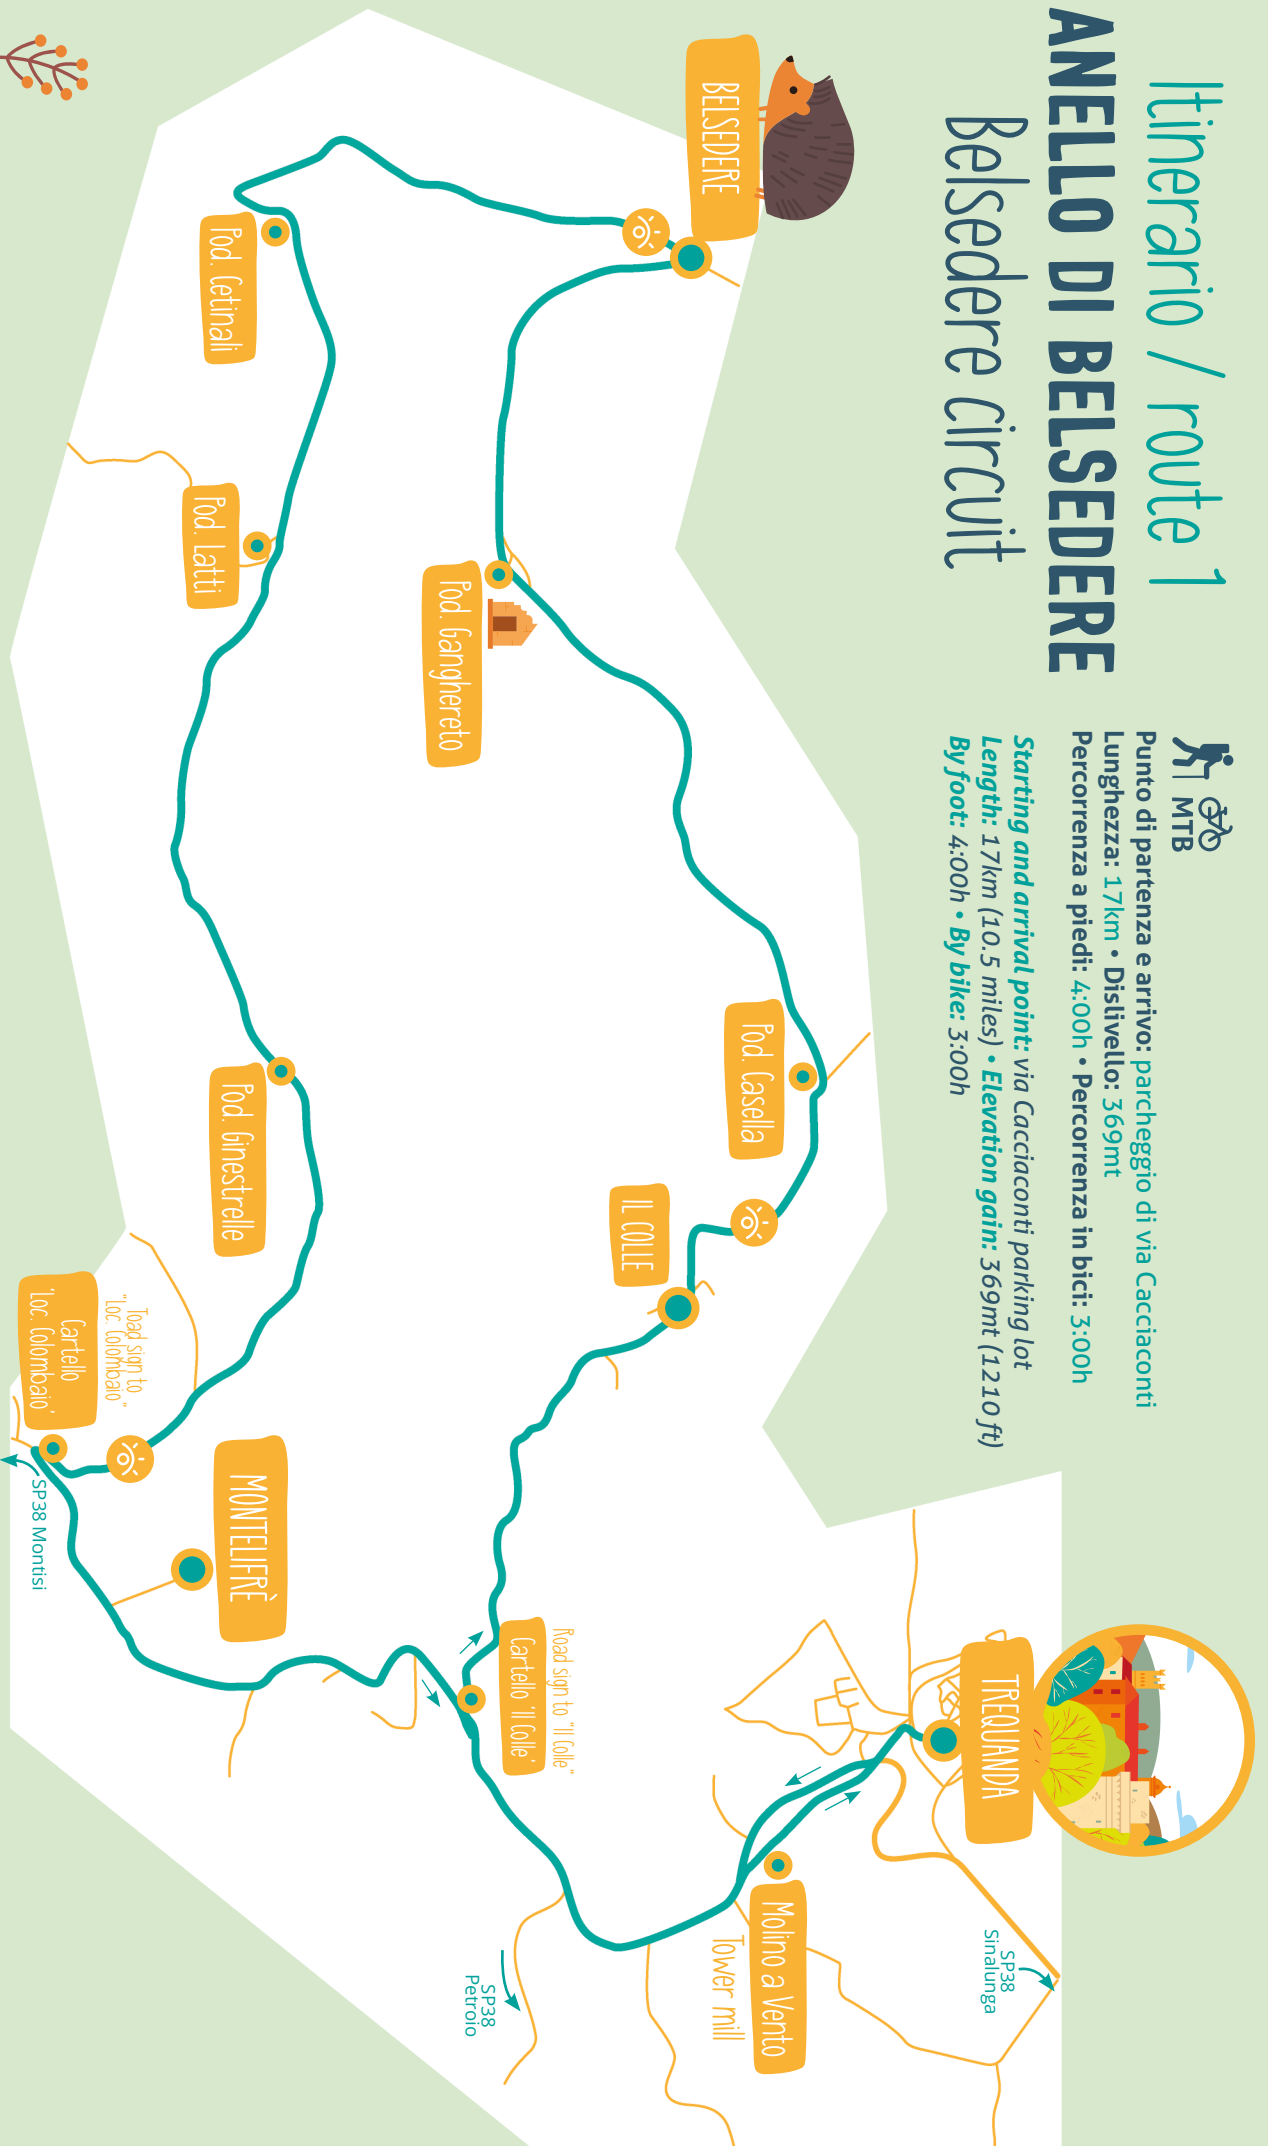 Itinerario / route 1
ANELLO DI BELSEDERE
Belsedere circuit
MTB
Punto di partenza e arrivo: parcheggio di via Cacciaconti
Lunghezza: 17km • Dislivello: 369mt
Percorrenza a piedi: 4:00h • Percorrenza in bici: 3:00h
Starting and arrival point: via Cacciaconti parking lot
Length: 17km (10.5 miles) • Elevation gain: 369mt (1210 ft)
By foot: 4:00h • By bike: 3:00h
BELSEDERE
Pod. Cetinali
Pod. Latti
Pod. Ganghereto
Pod. Casella
IL COLLE
Pod. Ginestrelle
Toad sign to
"Loc. Colombaio"
Cartello
'Loc. Colombaio'
SP38 Montisi
MONTELIFRÈ
Road sign to "Il Colle"
Cartello 'Il Colle'
TREQUANDA
Molino a Vento
Tower mill
SP38
Sinalunga
SP38
Petroio